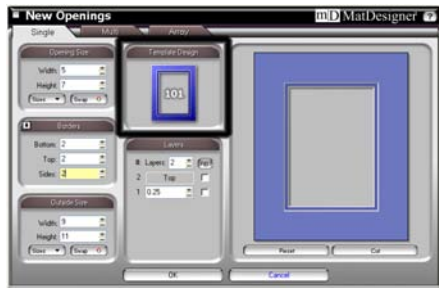 New Openings
mD MatDesigner ?
Single Multi Array
Opening Size
Width: 5
Height: 7
Sizes Swap
Borders
Bottom: 2
Top: 2
Sides: 2
Outside Size
Width: 9
Height: 11
Sizes Swap
Template Design
101
Layers
#: Layers: 2
2 Top
1 0.25
Reset Cut
OK Cancel